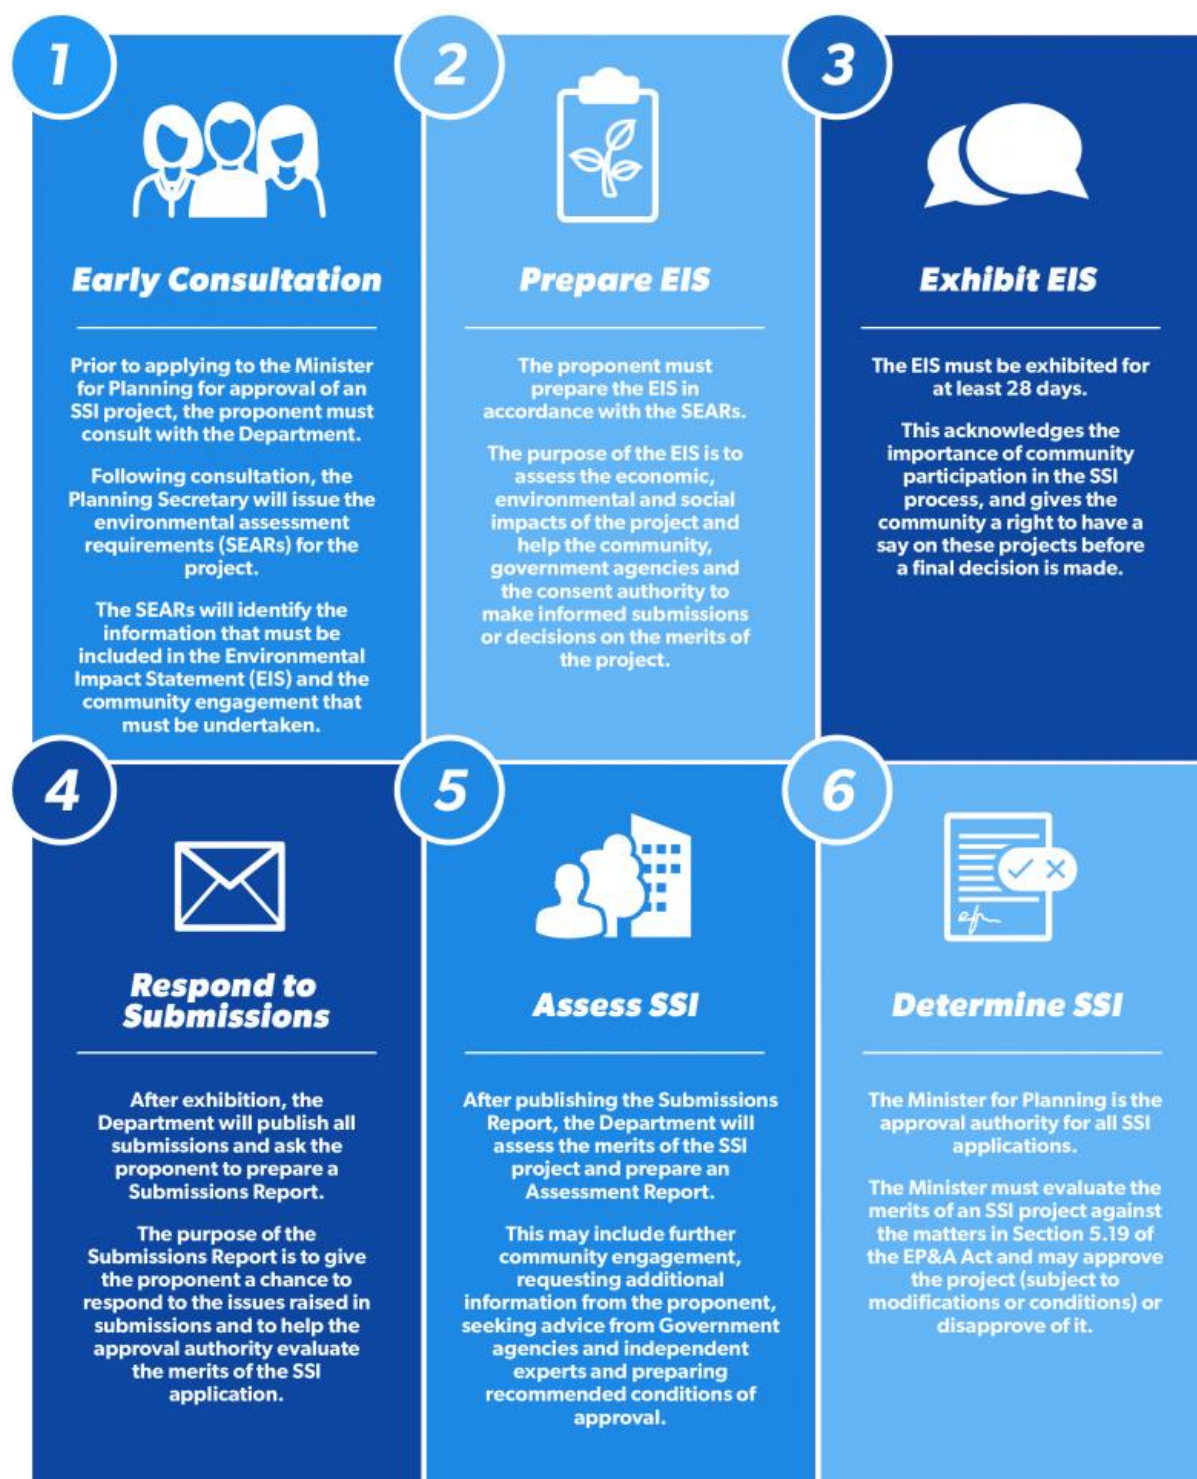 1
Early Consultation
Prior to applying to the Minister
for Planning for approval of an
SSI project, the proponent must
consult with the Department.
Following consultation, the
Planning Secretary will issue the
environmental assessment
requirements (SEARs) for the
project.
The SEARs will identify the
information that must be
included in the Environmental
Impact Statement (EIS) and the
community engagement that
must be undertaken.
2
Prepare EIS
The proponent must
prepare the EIS in
accordance with the SEARs.
The purpose of the EIS is to
assess the economic,
environmental and social
impacts of the project and
help the community,
government agencies and
the consent authority to
make informed submissions
or decisions on the merits of
the project.
3
Exhibit EIS
The EIS must be exhibited for
at least 28 days.
This acknowledges the
importance of community
participation in the SSI
process, and gives the
community a right to have a
say on these projects before
a final decision is made.
4
Respond to
Submissions
After exhibition, the
Department will publish all
submissions and ask the
proponent to prepare a
Submissions Report.
The purpose of the
Submissions Report is to give
the proponent a chance to
respond to the issues raised in
submissions and to help the
approval authority evaluate
the merits of the SSI
application.
5
Assess SSI
After publishing the Submissions
Report, the Department will
assess the merits of the SSI
project and prepare an
Assessment Report.
This may include further
community engagement,
requesting additional
information from the proponent,
seeking advice from Government
agencies and independent
experts and preparing
recommended conditions of
approval.
6
Determine SSI
The Minister for Planning is the
approval authority for all SSI
applications.
The Minister must evaluate the
merits of an SSI project against
the matters in Section 5.19 of
the EP&A Act and may approve
the project (subject to
modifications or conditions) or
disapprove of it.